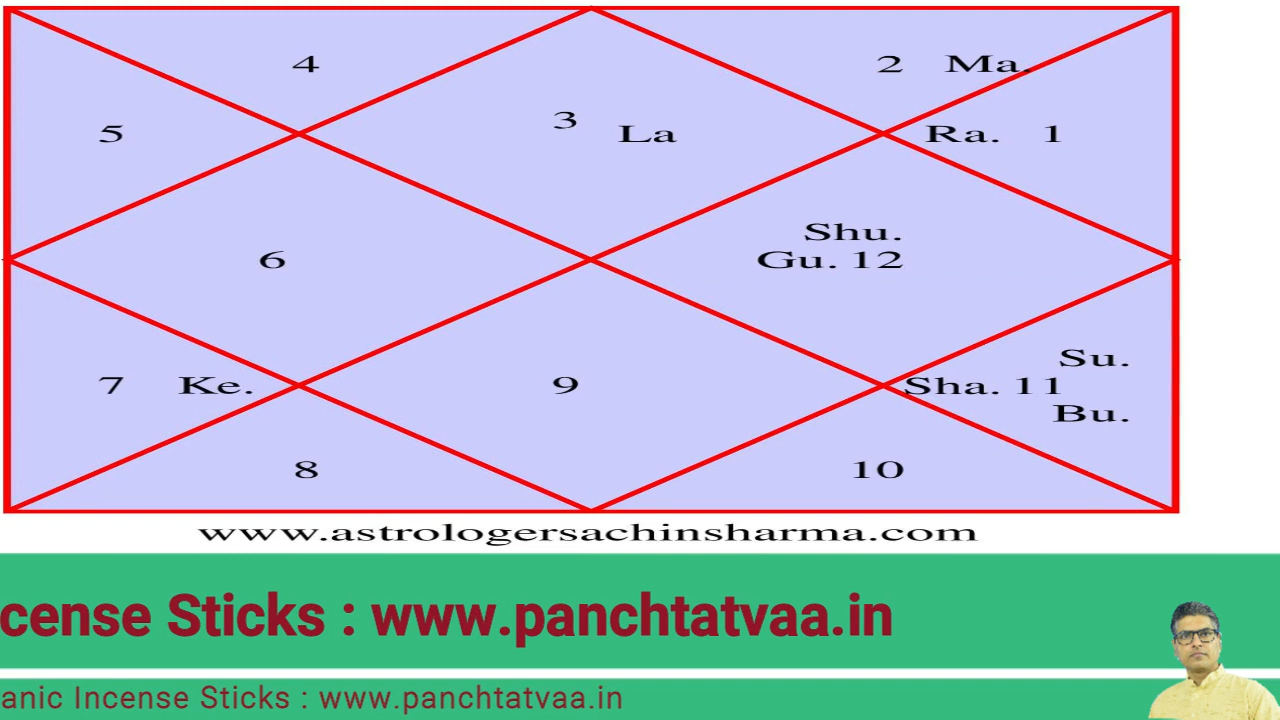 4
2 Ma.
5
3 La
Ra. 1
6
Shu.
Gu. 12
7 Ke.
9
Su.
Sha. 11
Bu.
8
10
www.astrologersachinsharma.com
cense Sticks : www.panchtatvaa.in
anic Incense Sticks : www.panchtatvaa.in